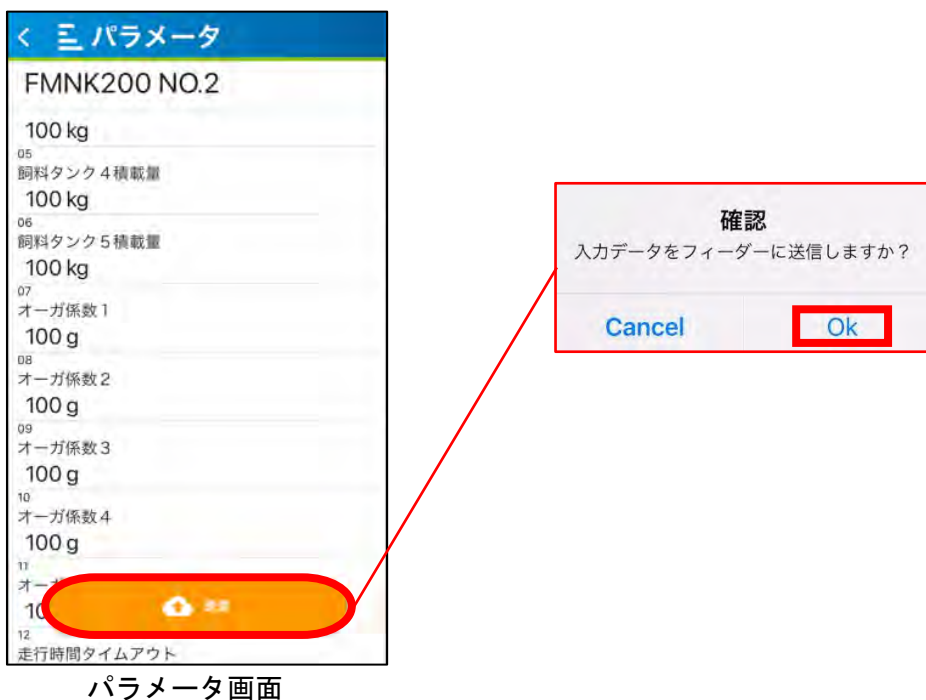 パラメータ
FMNK200 NO.2
100 kg
05
飼料タンク4積載量
100 kg
06
飼料タンク5積載量
100 kg
07
オーガ係数1
100 g
08
オーガ係数2
100 g
09
オーガ係数3
100 g
10
オーガ係数4
100 g
11
オー
10
12
走行時間タイムアウト
パラメータ画面
確認
入力データをフィーダーに送信しますか?
Cancel
Ok